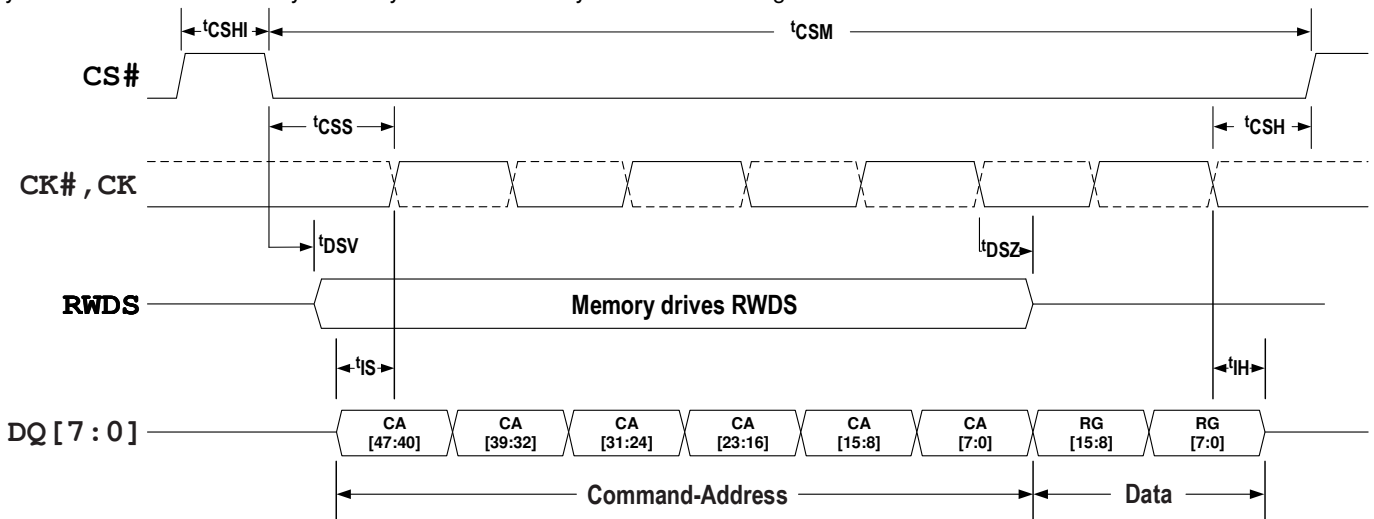 tCSHI
tCSM
CS#
tCSS
tCSH
CK#,CK
tDSV
tDSZ
RWDS
Memory drives RWDS
tIS
tIH
DQ[7:0]
CA [47:40]
CA [39:32]
CA [31:24]
CA [23:16]
CA [15:8]
CA [7:0]
RG [15:8]
RG [7:0]
Command-Address
Data